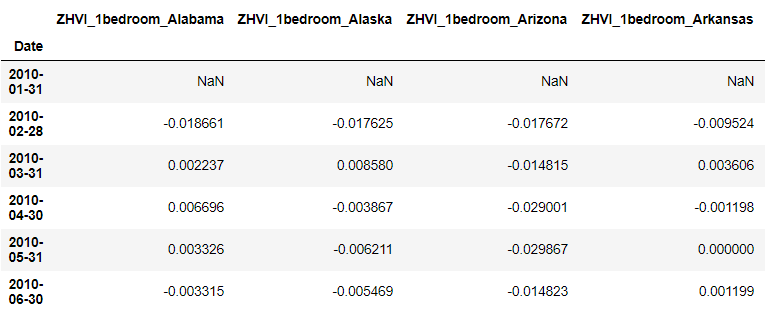 ZHVI_1bedroom_Alabama ZHVI_1bedroom_Alaska ZHVI_1bedroom_Arizona ZHVI_1bedroom_Arkansas
Date
2010-
01-31 NaN NaN NaN NaN
2010-
02-28 -0.018661 -0.017625 -0.017672 -0.009524
2010-
03-31 0.002237 0.008580 -0.014815 0.003606
2010-
04-30 0.006696 -0.003867 -0.029001 -0.001198
2010-
05-31 0.003326 -0.006211 -0.029867 0.000000
2010-
06-30 -0.003315 -0.005469 -0.014823 0.001199